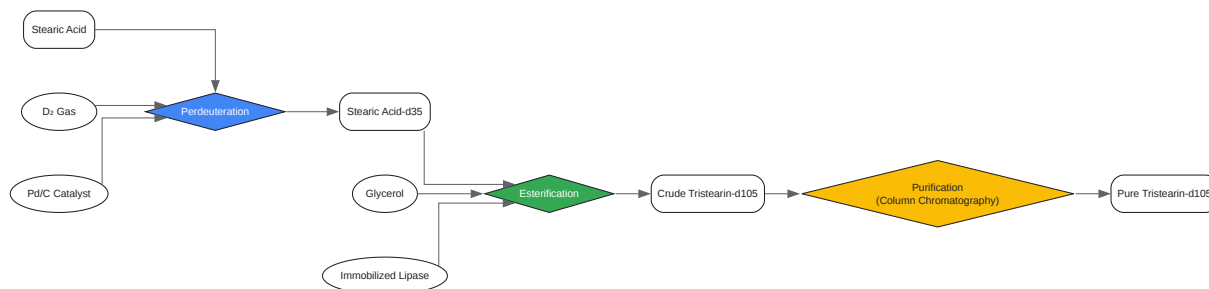 Stearic Acid
D₂ Gas
Perdeuteration
Stearic Acid-d35
Pd/C Catalyst
Glycerol
Esterification
Crude Tristearin-d105
Purification
(Column Chromatography)
Pure Tristearin-d105
Immobilized Lipase